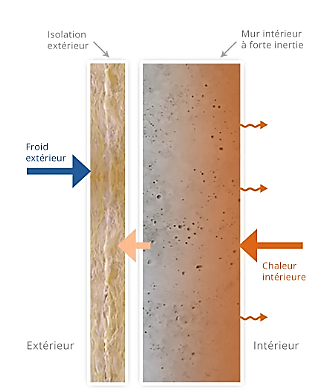 Isolation
extérieur
Mur intérieur
à forte inertie
Froid
extérieur
Chaleur
intérieure
Extérieur
Intérieur